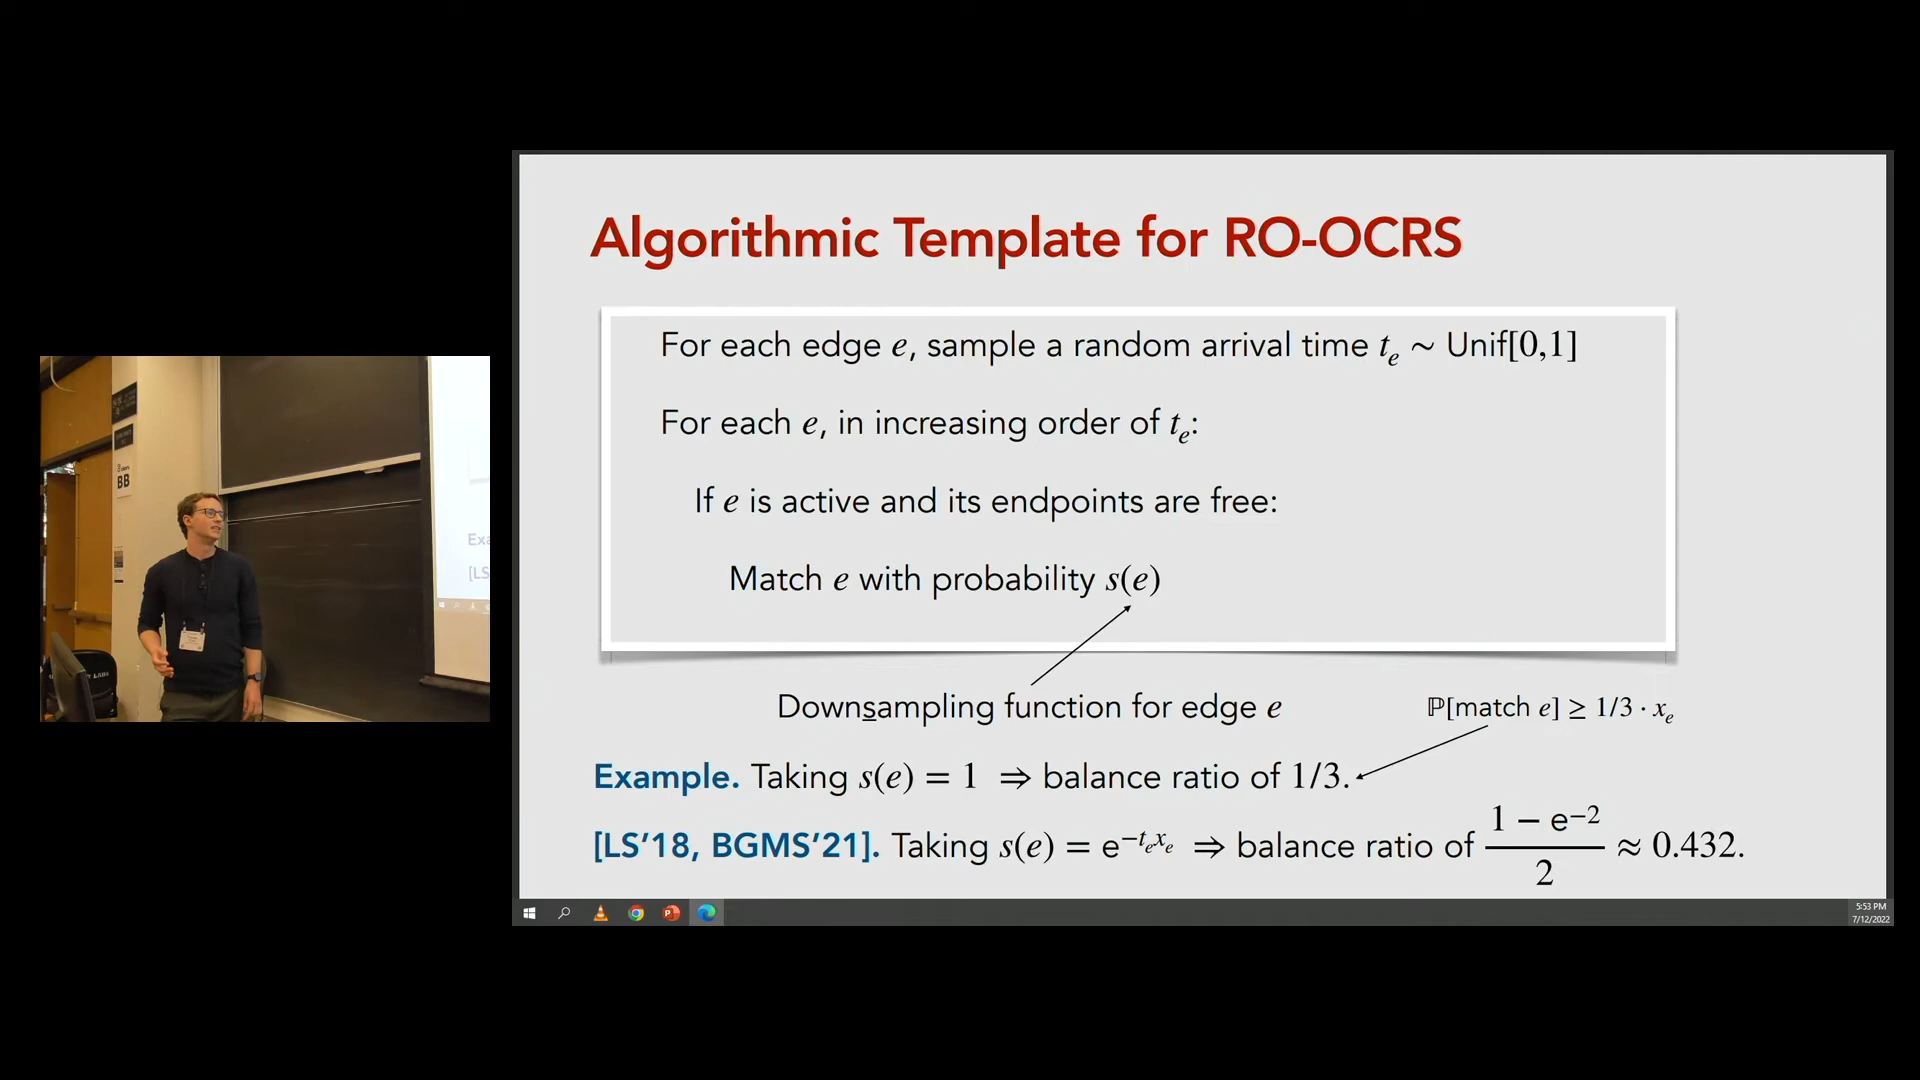 Algorithmic Template for RO-OCRS
For each edge e, sample a random arrival time t_e ~ Unif[0,1]
For each e, in increasing order of t_e:
If e is active and its endpoints are free:
Match e with probability s(e)
Downsampling function for edge e
ℙ[match e] ≥ 1/3 · x_e
Example. Taking s(e) = 1 ⇒ balance ratio of 1/3.
[LS'18, BGMS'21]. Taking s(e) = e^{−t_e x_e} ⇒ balance ratio of (1 − e^{−2})/2 ≈ 0.432.
5:53 PM
7/12/2022
BB
Exa
[LS